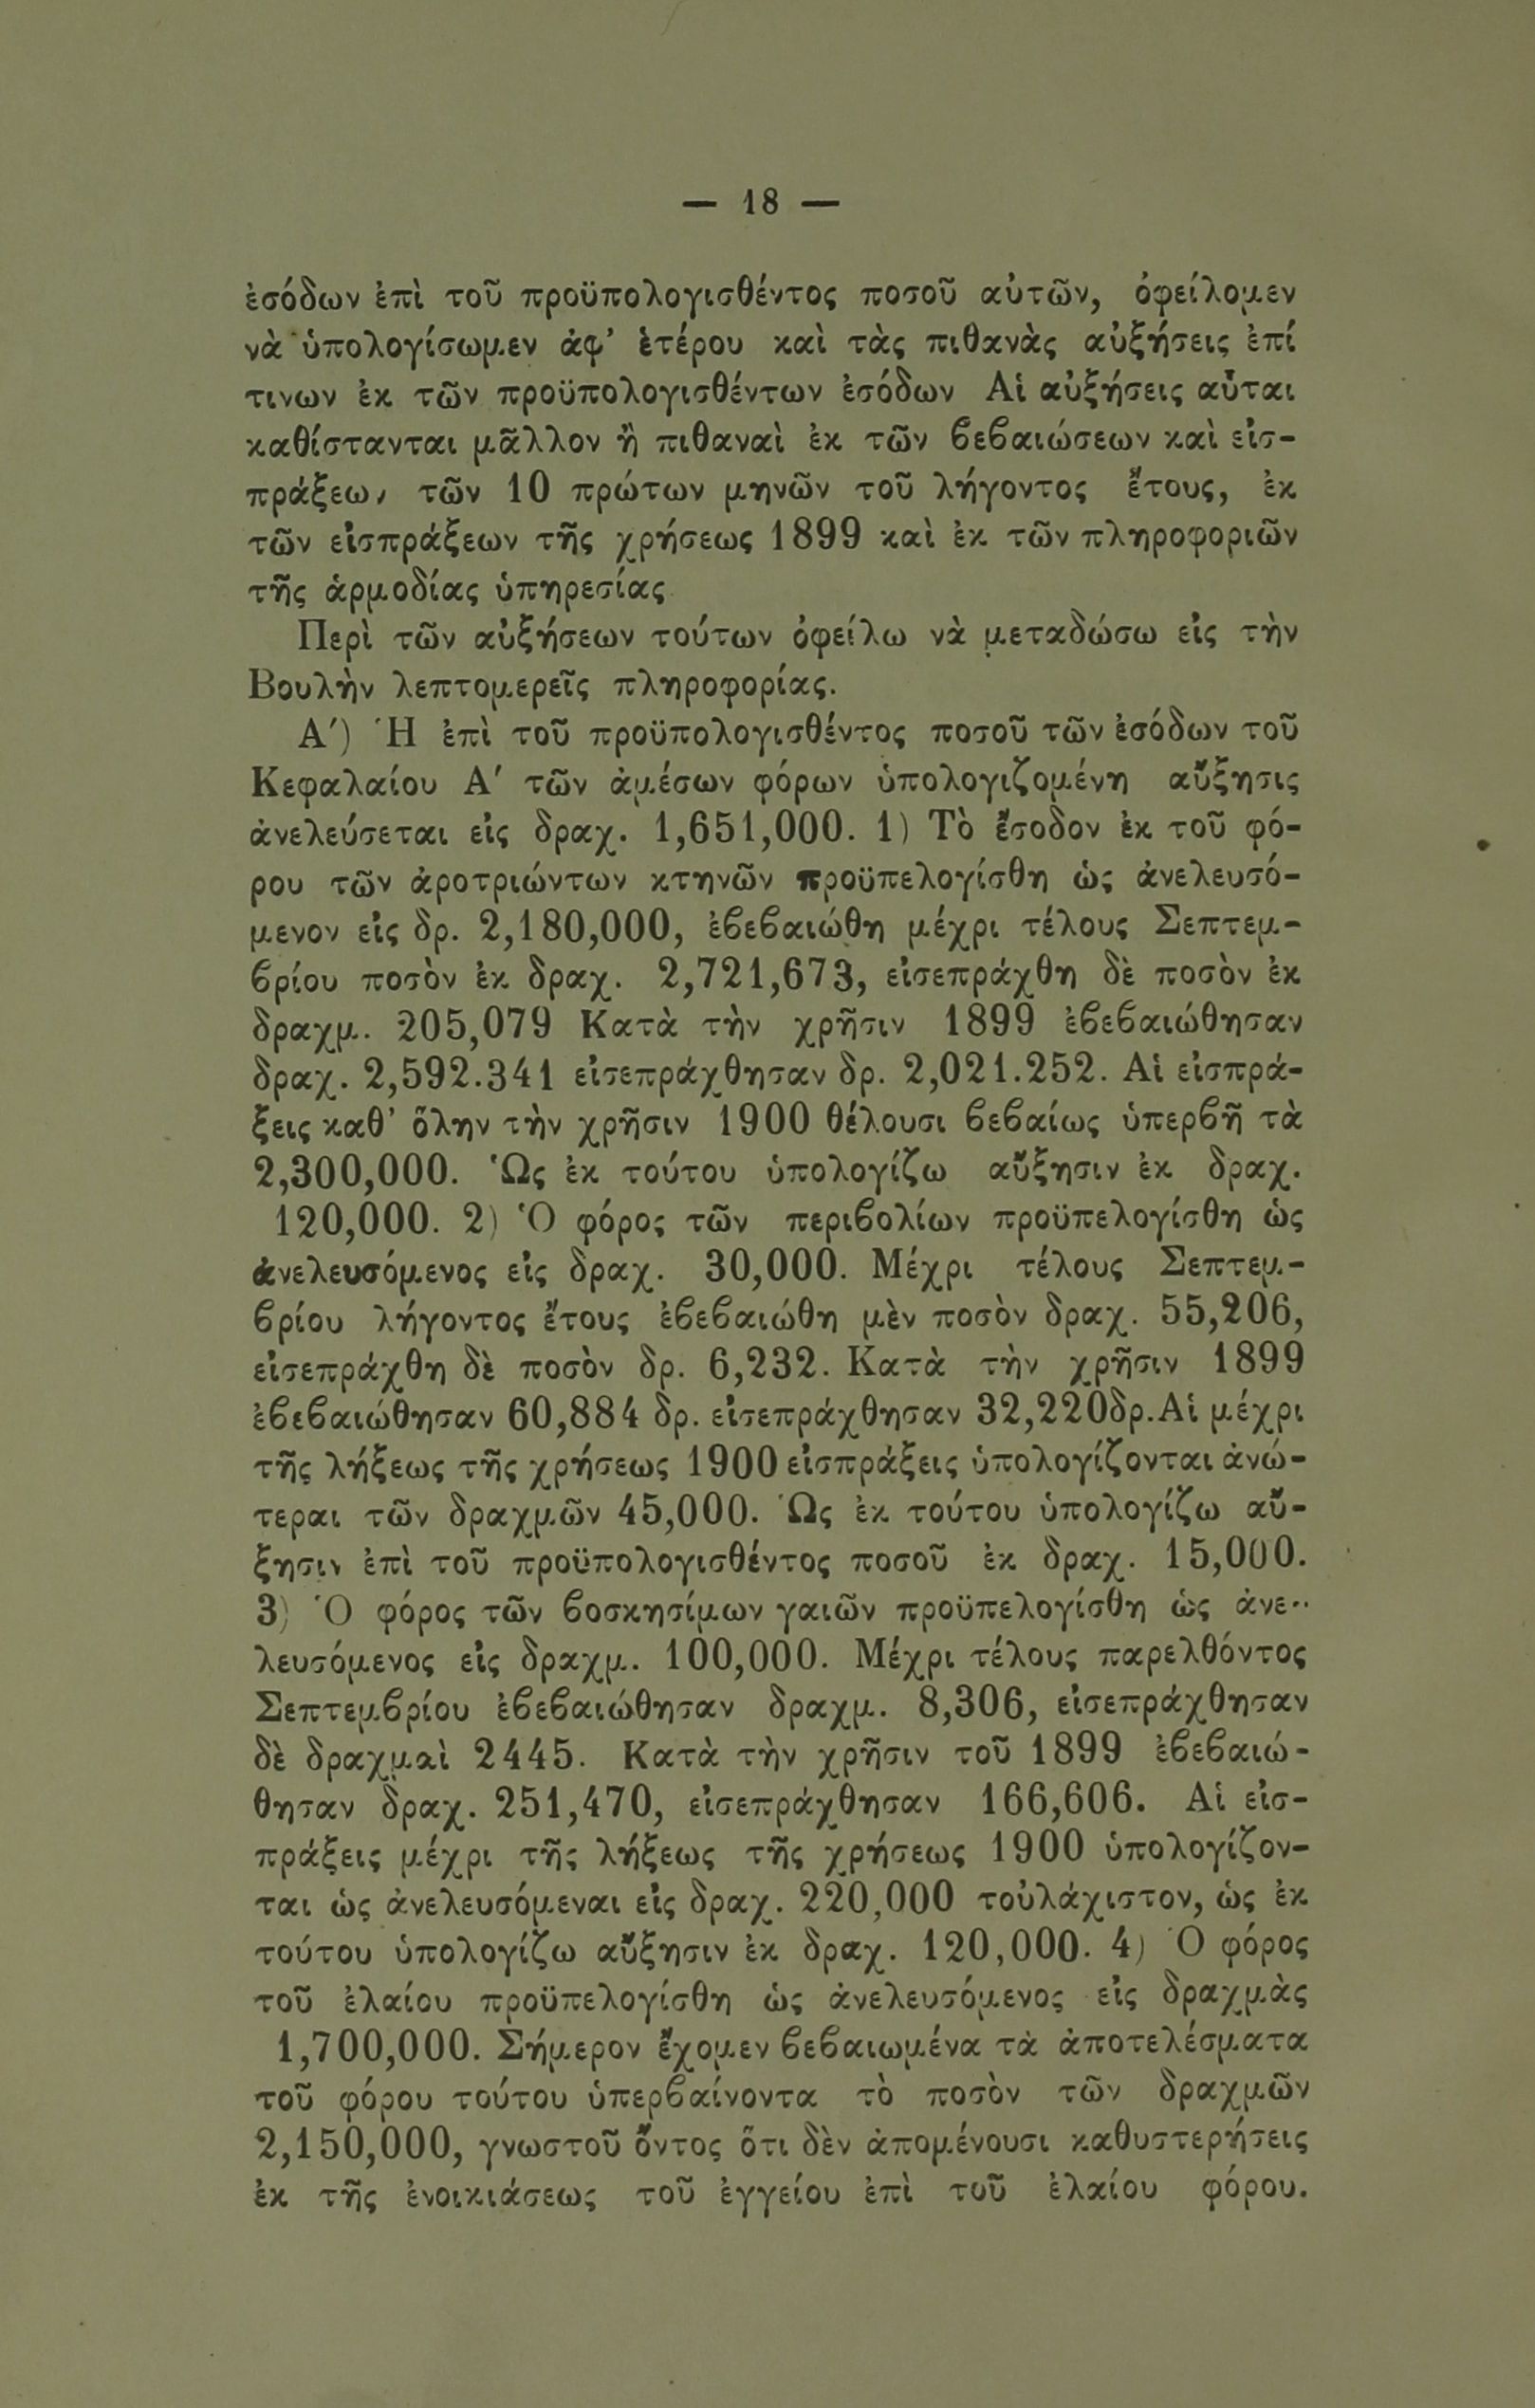 — 18 —
ἐσόδων ἐπὶ τοῦ προϋπολογισθέντος ποσοῦ αὐτῶν, ὀφείλομεν
νὰ ὑπολογίσωμεν ἀφ’ ἑτέρου καὶ τὰς πιθανὰς αὐξήσεις ἐπί
τινων ἐκ τῶν προϋπολογισθέντων ἐσόδων Αἱ αὐξήσεις αὗται
καθίστανται μᾶλλον ἢ πιθαναὶ ἐκ τῶν βεβαιώσεων καὶ εἰσ-
πράξεων τῶν 10 πρώτων μηνῶν τοῦ λήγοντος ἔτους, ἐκ
τῶν εἰσπράξεων τῆς χρήσεως 1899 καὶ ἐκ τῶν πληροφοριῶν
τῆς ἁρμοδίας ὑπηρεσίας
Περὶ τῶν αὐξήσεων τούτων ὀφείλω νὰ μεταδώσω εἰς τὴν
Βουλὴν λεπτομερεῖς πληροφορίας.
Α′) Ἡ ἐπὶ τοῦ προϋπολογισθέντος ποσοῦ τῶν ἐσόδων τοῦ
Κεφαλαίου Α′ τῶν ἀμέσων φόρων ὑπολογιζομένη αὔξησις
ἀνελεύσεται εἰς δραχ. 1,651,000. 1) Τὸ ἔσοδον ἐκ τοῦ φό-
ρου τῶν ἀροτριώντων κτηνῶν προϋπελογίσθη ὡς ἀνελευσό-
μενον εἰς δρ. 2,180,000, ἐβεβαιώθη μέχρι τέλους Σεπτεμ-
βρίου ποσὸν ἐκ δραχ. 2,721,673, εἰσεπράχθη δὲ ποσὸν ἐκ
δραχμ. 205,079 Κατὰ τὴν χρῆσιν 1899 ἐβεβαιώθησαν
δραχ. 2,592.341 εἰσεπράχθησαν δρ. 2,021.252. Αἱ εἰσπρά-
ξεις καθ’ ὅλην τὴν χρῆσιν 1900 θέλουσι βεβαίως ὑπερβῆ τὰ
2,300,000. Ὡς ἐκ τούτου ὑπολογίζω αὔξησιν ἐκ δραχ.
120,000. 2) Ὁ φόρος τῶν περιβολίων προϋπελογίσθη ὡς
ἀνελευσόμενος εἰς δραχ. 30,000. Μέχρι τέλους Σεπτεμ-
βρίου λήγοντος ἔτους ἐβεβαιώθη μὲν ποσὸν δραχ. 55,206,
εἰσεπράχθη δὲ ποσὸν δρ. 6,232. Κατὰ τὴν χρῆσιν 1899
ἐβεβαιώθησαν 60,884 δρ. εἰσεπράχθησαν 32,220δρ.Αἱ μέχρι
τῆς λήξεως τῆς χρήσεως 1900 εἰσπράξεις ὑπολογίζονται ἀνώ-
τεραι τῶν δραχμῶν 45,000. Ὡς ἐκ τούτου ὑπολογίζω αὔ-
ξησιν ἐπὶ τοῦ προϋπολογισθέντος ποσοῦ ἐκ δραχ. 15,000.
3) Ὁ φόρος τῶν βοσκησίμων γαιῶν προϋπελογίσθη ὡς ἀνε-
λευσόμενος εἰς δραχμ. 100,000. Μέχρι τέλους παρελθόντος
Σεπτεμβρίου ἐβεβαιώθησαν δραχμ. 8,306, εἰσεπράχθησαν
δὲ δραχμαὶ 2445. Κατὰ τὴν χρῆσιν τοῦ 1899 ἐβεβαιώ-
θησαν δραχ. 251,470, εἰσεπράχθησαν 166,606. Αἱ εἰσ-
πράξεις μέχρι τῆς λήξεως τῆς χρήσεως 1900 ὑπολογίζον-
ται ὡς ἀνελευσόμεναι εἰς δραχ. 220,000 τοὐλάχιστον, ὡς ἐκ
τούτου ὑπολογίζω αὔξησιν ἐκ δραχ. 120,000. 4) Ὁ φόρος
τοῦ ἐλαίου προϋπελογίσθη ὡς ἀνελευσόμενος εἰς δραχμὰς
1,700,000. Σήμερον ἔχομεν βεβαιωμένα τὰ ἀποτελέσματα
τοῦ φόρου τούτου ὑπερβαίνοντα τὸ ποσὸν τῶν δραχμῶν
2,150,000, γνωστοῦ ὄντος ὅτι δὲν ἀπομένουσι καθυστερήσεις
ἐκ τῆς ἐνοικιάσεως τοῦ ἐγγείου ἐπὶ τοῦ ἐλαίου φόρου.